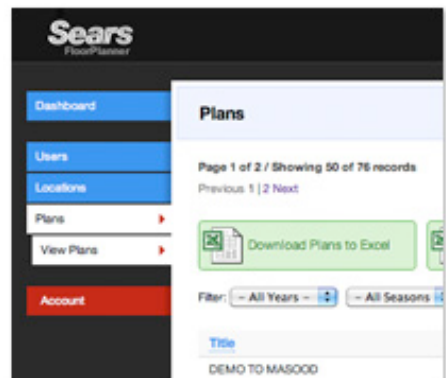 Sears
FloorPlanner
Dashboard
Users
Locations
Plans
View Plans
Account
Plans
Page 1 of 2 / Showing 50 of 76 records
Previous 1 | 2 Next
Download Plans to Excel
Filter: - All Years - - All Seasons
Title
DEMO TO MASOOD